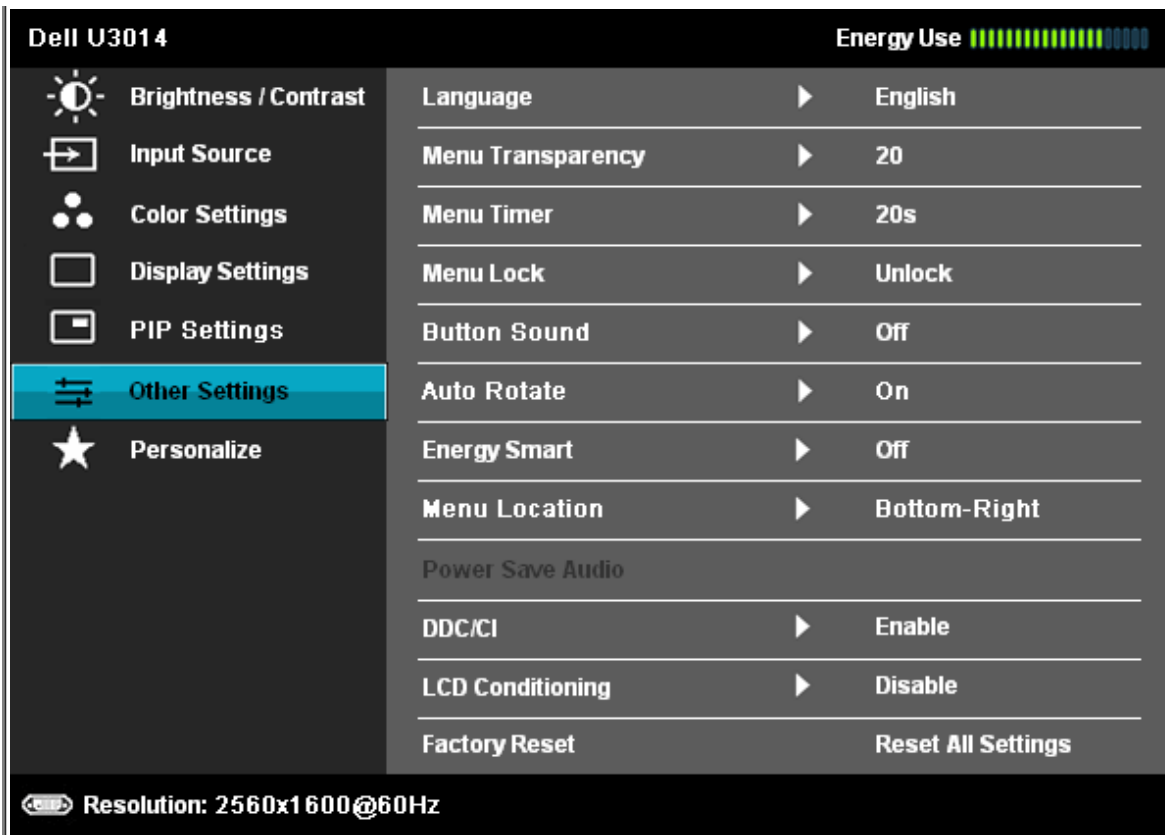 Dell U3014 Energy Use
Brightness / Contrast Language English
Input Source Menu Transparency 20
Color Settings Menu Timer 20s
Display Settings Menu Lock Unlock
PIP Settings Button Sound Off
Other Settings Auto Rotate On
Personalize Energy Smart Off
Menu Location Bottom-Right
Power Save Audio
DDC/CI Enable
LCD Conditioning Disable
Factory Reset Reset All Settings
Resolution: 2560x1600@60Hz